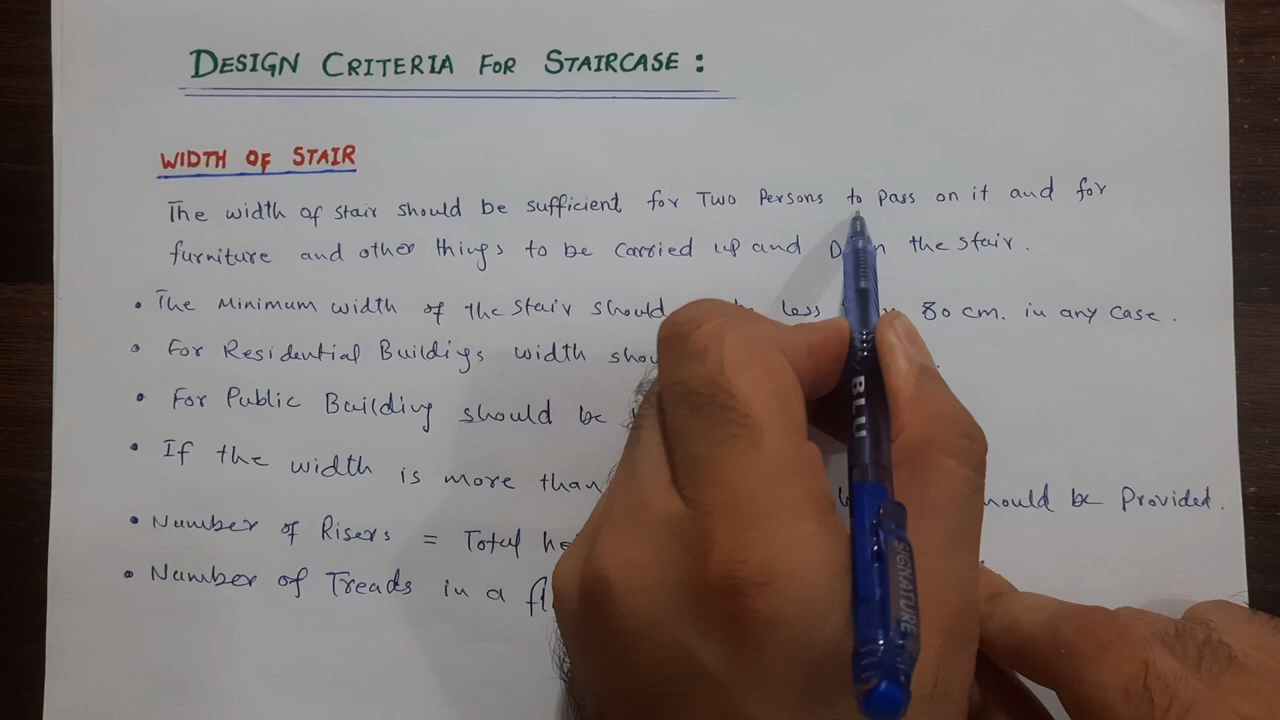 DESIGN CRITERIA FOR STAIRCASE :
WIDTH OF STAIR
The width of stair should be sufficient for Two Persons to pass on it and for
furniture and other things to be carried up and the stair.
• The Minimum width of the stair should less 80 cm. in any case.
• For Residential Buildigs width
• For Public Building should be
• If the width is more than should be Provided.
• Number of Risers = Total
• Number of Treads in a
BLU
SIGNATURE